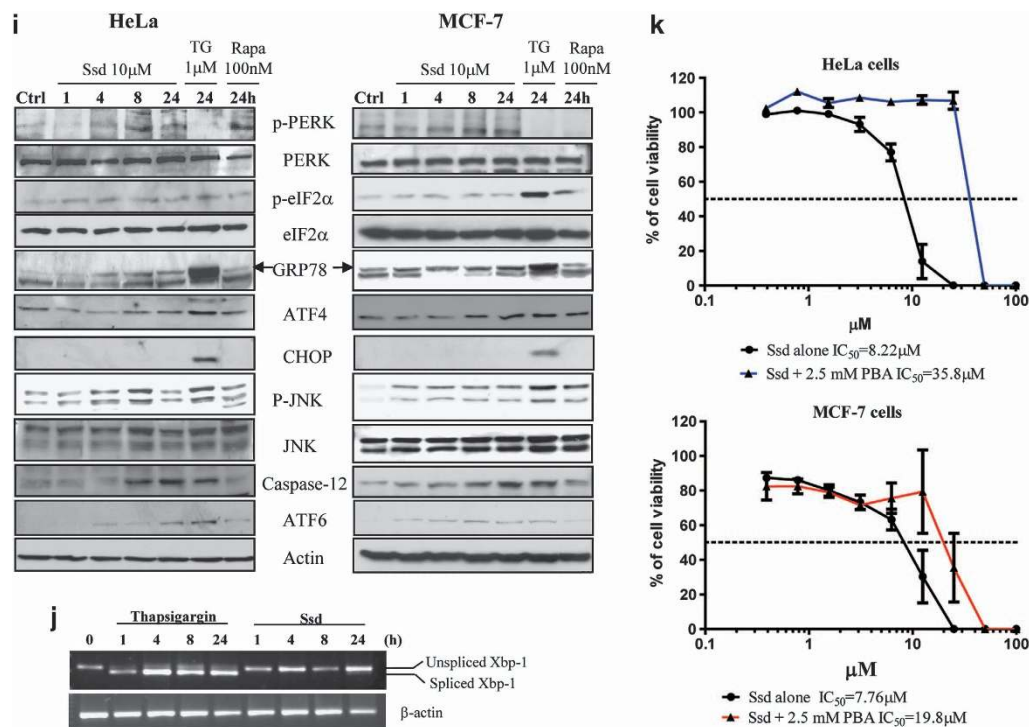 i
HeLa
MCF-7
TG Rapa
Ssd 10μM 1μM 100nM
Ctrl 1 4 8 24 24 24h
TG Rapa
Ssd 10μM 1μM 100nM
Ctrl 1 4 8 24 24 24h
p-PERK
PERK
p-eIF2α
eIF2α
GRP78
ATF4
CHOP
P-JNK
JNK
Caspase-12
ATF6
Actin
j
Thapsigargin Ssd
0 1 4 8 24 1 4 8 24 (h)
Unspliced Xbp-1
Spliced Xbp-1
β-actin
k
HeLa cells
% of cell viability
120
100
80
60
40
20
0
0.1 1 10 100
μM
Ssd alone IC50=8.22μM
Ssd + 2.5 mM PBA IC50=35.8μM
MCF-7 cells
% of cell viability
120
100
80
60
40
20
0
0.1 1 10 100
μM
Ssd alone IC50=7.76μM
Ssd + 2.5 mM PBA IC50=19.8μM